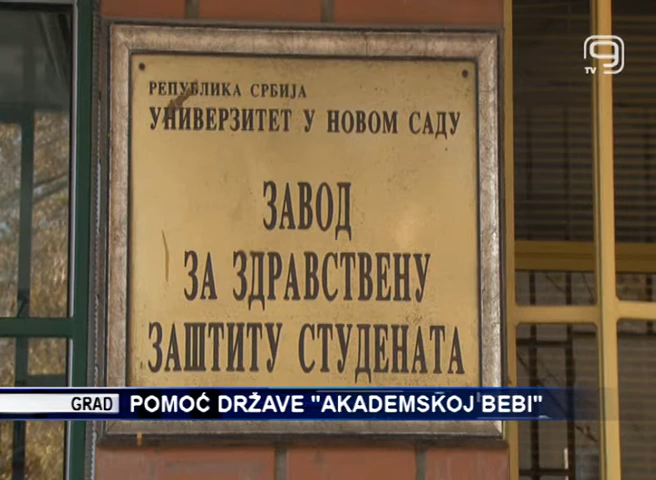 9
TV
РЕПУБЛИКА СРБИЈА
УНИВЕРЗИТЕТ У НОВОМ САДУ
ЗАВОД
ЗА ЗДРАВСТВЕНУ
ЗАШТИТУ СТУДЕНАТА
GRAD POMOĆ DRŽAVE "AKADEMSKOJ BEBI"